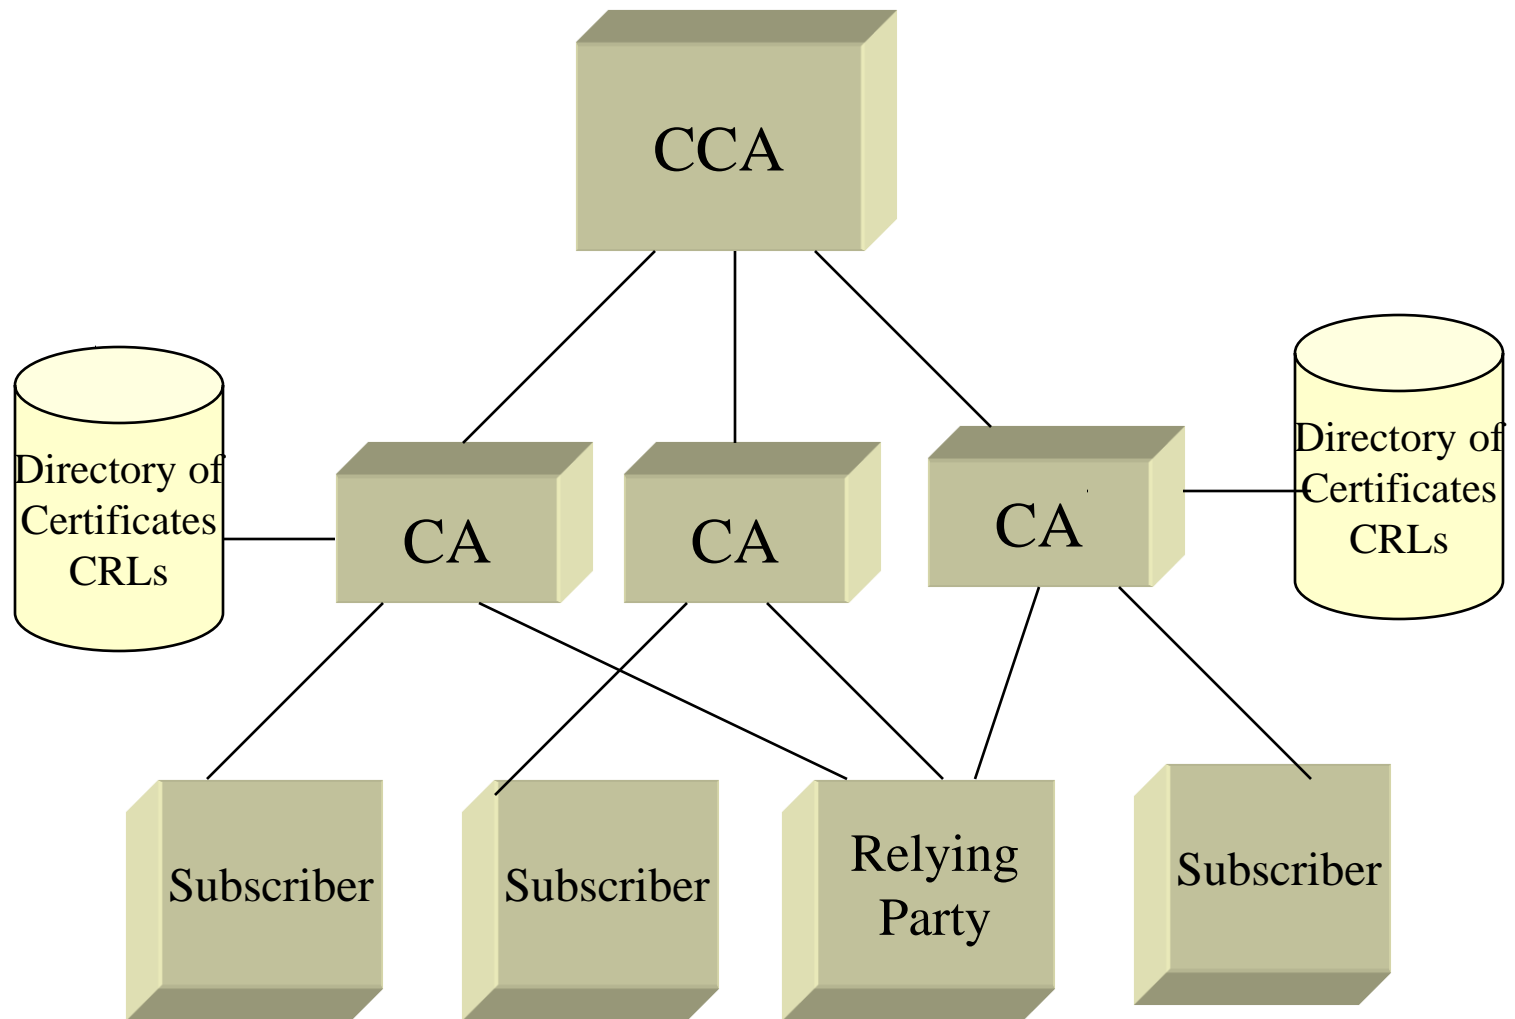 CCA
Directory of
Certificates
CRLs
CA
CA
CA
Directory of
Certificates
CRLs
Subscriber
Subscriber
Relying
Party
Subscriber